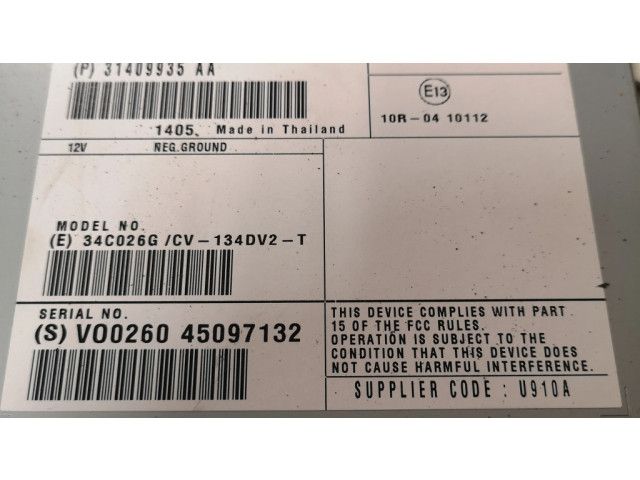 (P) 31409935 AA
1405 Made in Thailand
E13
10R-04 10112
12V NEG.GROUND
MODEL NO.
(E) 34C026G /CV-134DV2-T
SERIAL NO.
(S) VO0260 45097132
THIS DEVICE COMPLIES WITH PART
15 OF THE FCC RULES.
OPERATION IS SUBJECT TO THE
CONDITION THAT THIS DEVICE DOES
NOT CAUSE HARMFUL INTERFERENCE.
SUPPLIER CODE : U910A